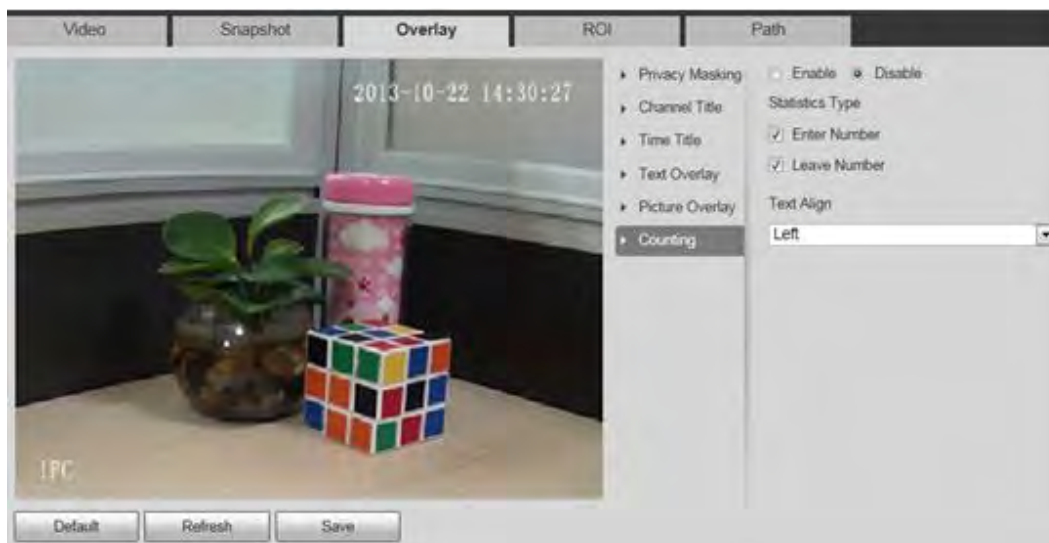 Video Snapshot Overlay ROI Path
2013-10-22 14:30:27
IPC
Privacy Masking
Channel Title
Time Title
Text Overlay
Picture Overlay
Counting
Enable Disable
Statistics Type
Enter Number
Leave Number
Text Align
Left
Default Refresh Save